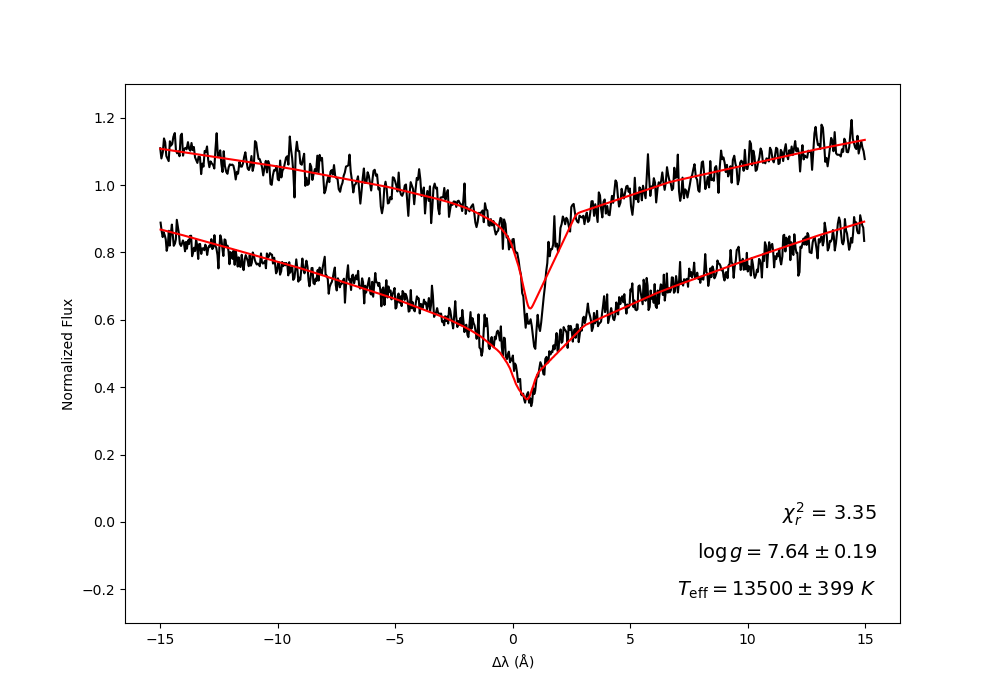 1.2
1.0
0.8
0.6
0.4
0.2
0.0
−0.2
Normalized Flux
χ²ᵣ = 3.35
log g = 7.64 ± 0.19
T_eff = 13500 ± 399 K
−15 −10 −5 0 5 10 15
Δλ (Å)